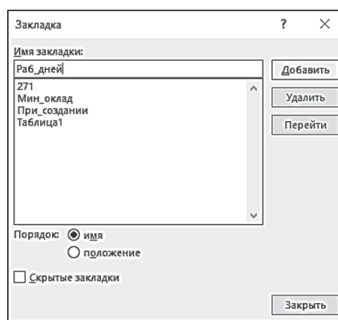 Закладка ? ×
Имя закладки:
Раб_дней
Добавить
271
Мин_оклад
При_создании
Таблица1
Удалить
Перейти
Порядок: имя
положение
Скрытые закладки
Закрыть